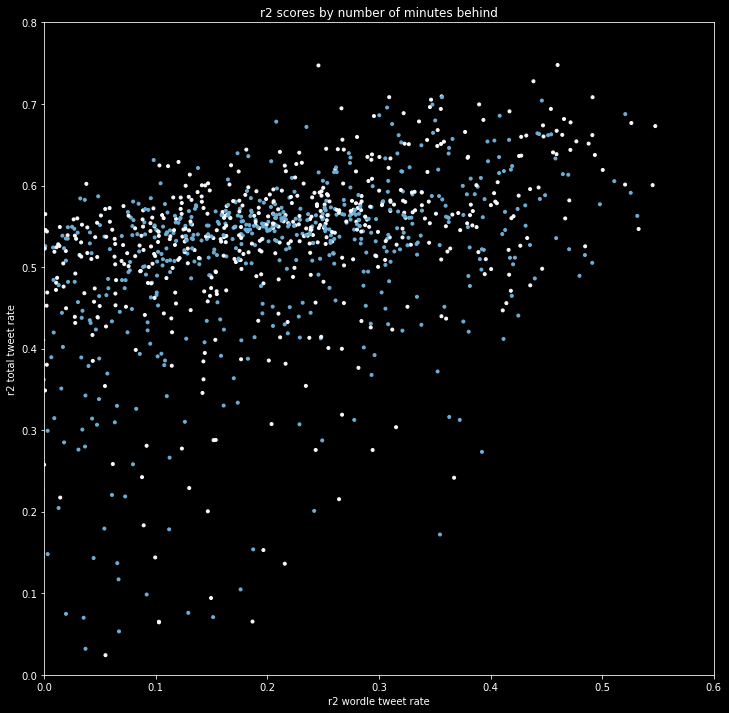 r2 scores by number of minutes behind
0.8
0.7
0.6
0.5
0.4
0.3
0.2
0.1
0.0
r2 total tweet rate
0.0 0.1 0.2 0.3 0.4 0.5 0.6
r2 wordle tweet rate